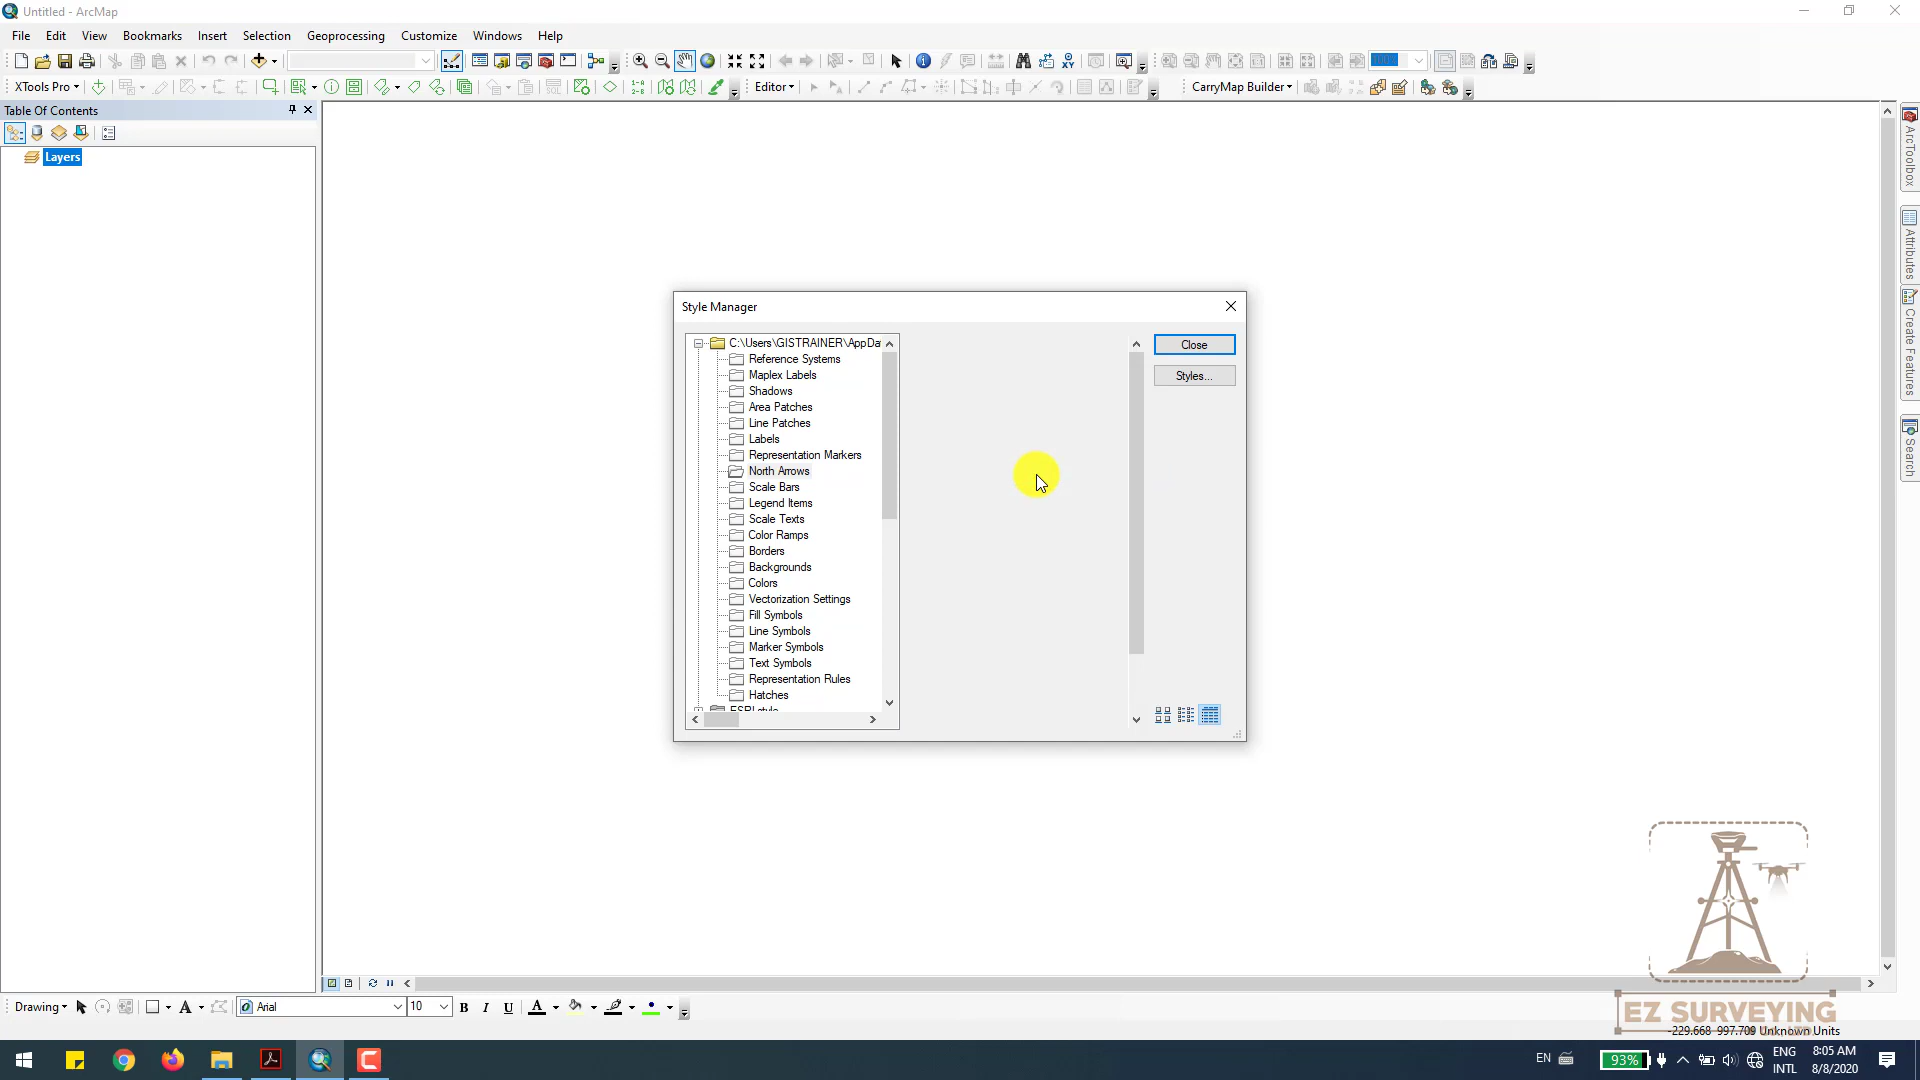 Untitled - ArcMap
File Edit View Bookmarks Insert Selection Geoprocessing Customize Windows Help
XTools Pro Editor CarryMap Builder
Table Of Contents
Layers
Style Manager
C:\Users\GISTRAINER\AppDa
Reference Systems
Maplex Labels
Shadows
Area Patches
Line Patches
Labels
Representation Markers
North Arrows
Scale Bars
Legend Items
Scale Texts
Color Ramps
Borders
Backgrounds
Colors
Vectorization Settings
Fill Symbols
Line Symbols
Marker Symbols
Text Symbols
Representation Rules
Hatches
ESRI.style
Close
Styles...
ArcToolbox
Attributes
Create Features
Search
Drawing A Arial 10 B I U A
EZ SURVEYING
-229.668 997.709 Unknown Units
EN 93% ENG INTL 8:05 AM 8/8/2020